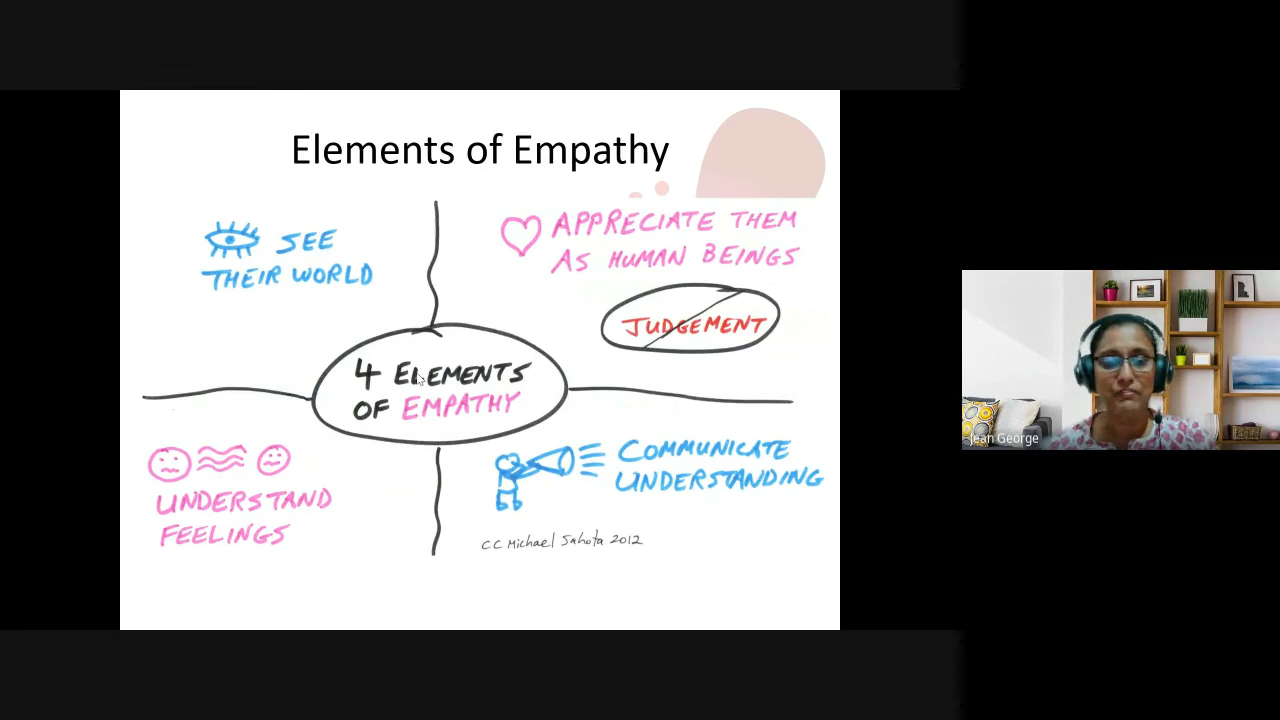 Elements of Empathy
SEE
THEIR WORLD
APPRECIATE THEM
AS HUMAN BEINGS
JUDGEMENT
4 ELEMENTS
OF EMPATHY
UNDERSTAND
FEELINGS
COMMUNICATE
UNDERSTANDING
CC Michael Sahota 2012
Jean George